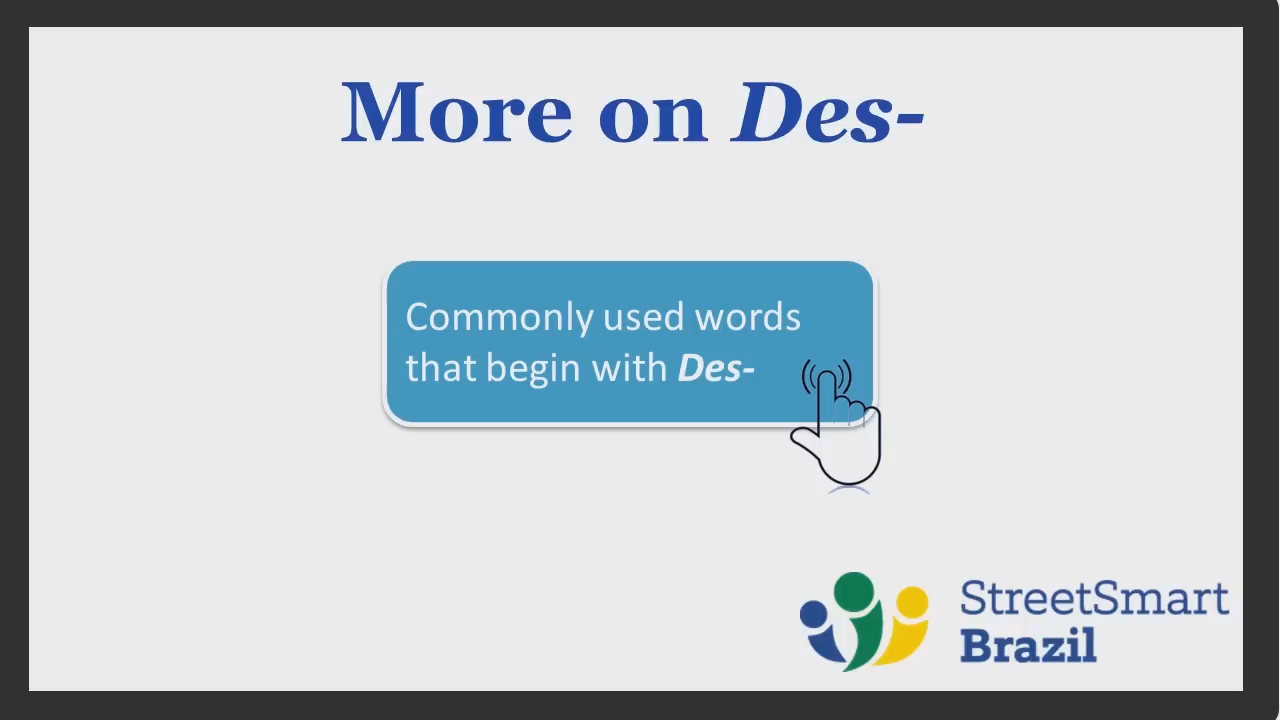 More on Des-
Commonly used words
that begin with Des-
StreetSmart
Brazil